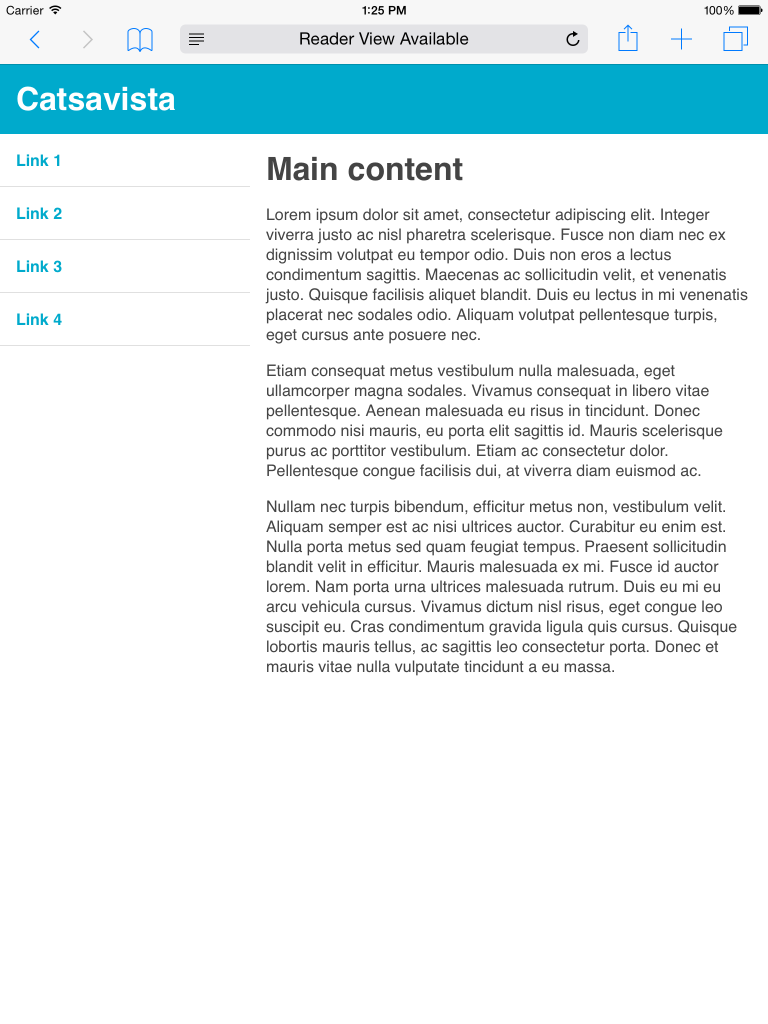 Carrier 1:25 PM 100%
Reader View Available
Catsavista
Link 1
Link 2
Link 3
Link 4
Main content
Lorem ipsum dolor sit amet, consectetur adipiscing elit. Integer
viverra justo ac nisl pharetra scelerisque. Fusce non diam nec ex
dignissim volutpat eu tempor odio. Duis non eros a lectus
condimentum sagittis. Maecenas ac sollicitudin velit, et venenatis
justo. Quisque facilisis aliquet blandit. Duis eu lectus in mi venenatis
placerat nec sodales odio. Aliquam volutpat pellentesque turpis,
eget cursus ante posuere nec.
Etiam consequat metus vestibulum nulla malesuada, eget
ullamcorper magna sodales. Vivamus consequat in libero vitae
pellentesque. Aenean malesuada eu risus in tincidunt. Donec
commodo nisi mauris, eu porta elit sagittis id. Mauris scelerisque
purus ac porttitor vestibulum. Etiam ac consectetur dolor.
Pellentesque congue facilisis dui, at viverra diam euismod ac.
Nullam nec turpis bibendum, efficitur metus non, vestibulum velit.
Aliquam semper est ac nisi ultrices auctor. Curabitur eu enim est.
Nulla porta metus sed quam feugiat tempus. Praesent sollicitudin
blandit velit in efficitur. Mauris malesuada ex mi. Fusce id auctor
lorem. Nam porta urna ultrices malesuada rutrum. Duis eu mi eu
arcu vehicula cursus. Vivamus dictum nisl risus, eget congue leo
suscipit eu. Cras condimentum gravida ligula quis cursus. Quisque
lobortis mauris tellus, ac sagittis leo consectetur porta. Donec et
mauris vitae nulla vulputate tincidunt a eu massa.